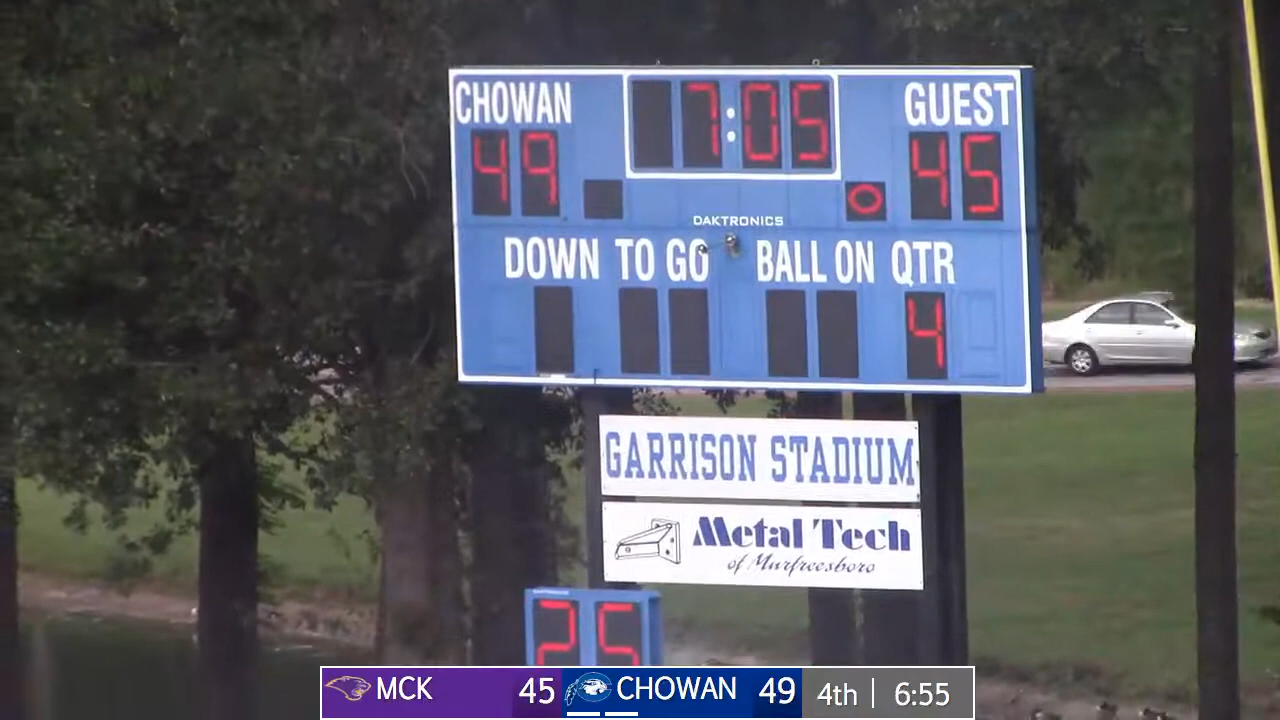 CHOWAN 7:05 GUEST
49 0 45
DAKTRONICS
DOWN TO GO BALL ON QTR
4
GARRISON STADIUM
Metal Tech
of Murfreesboro
25
MCK 45 CHOWAN 49 4th | 6:55